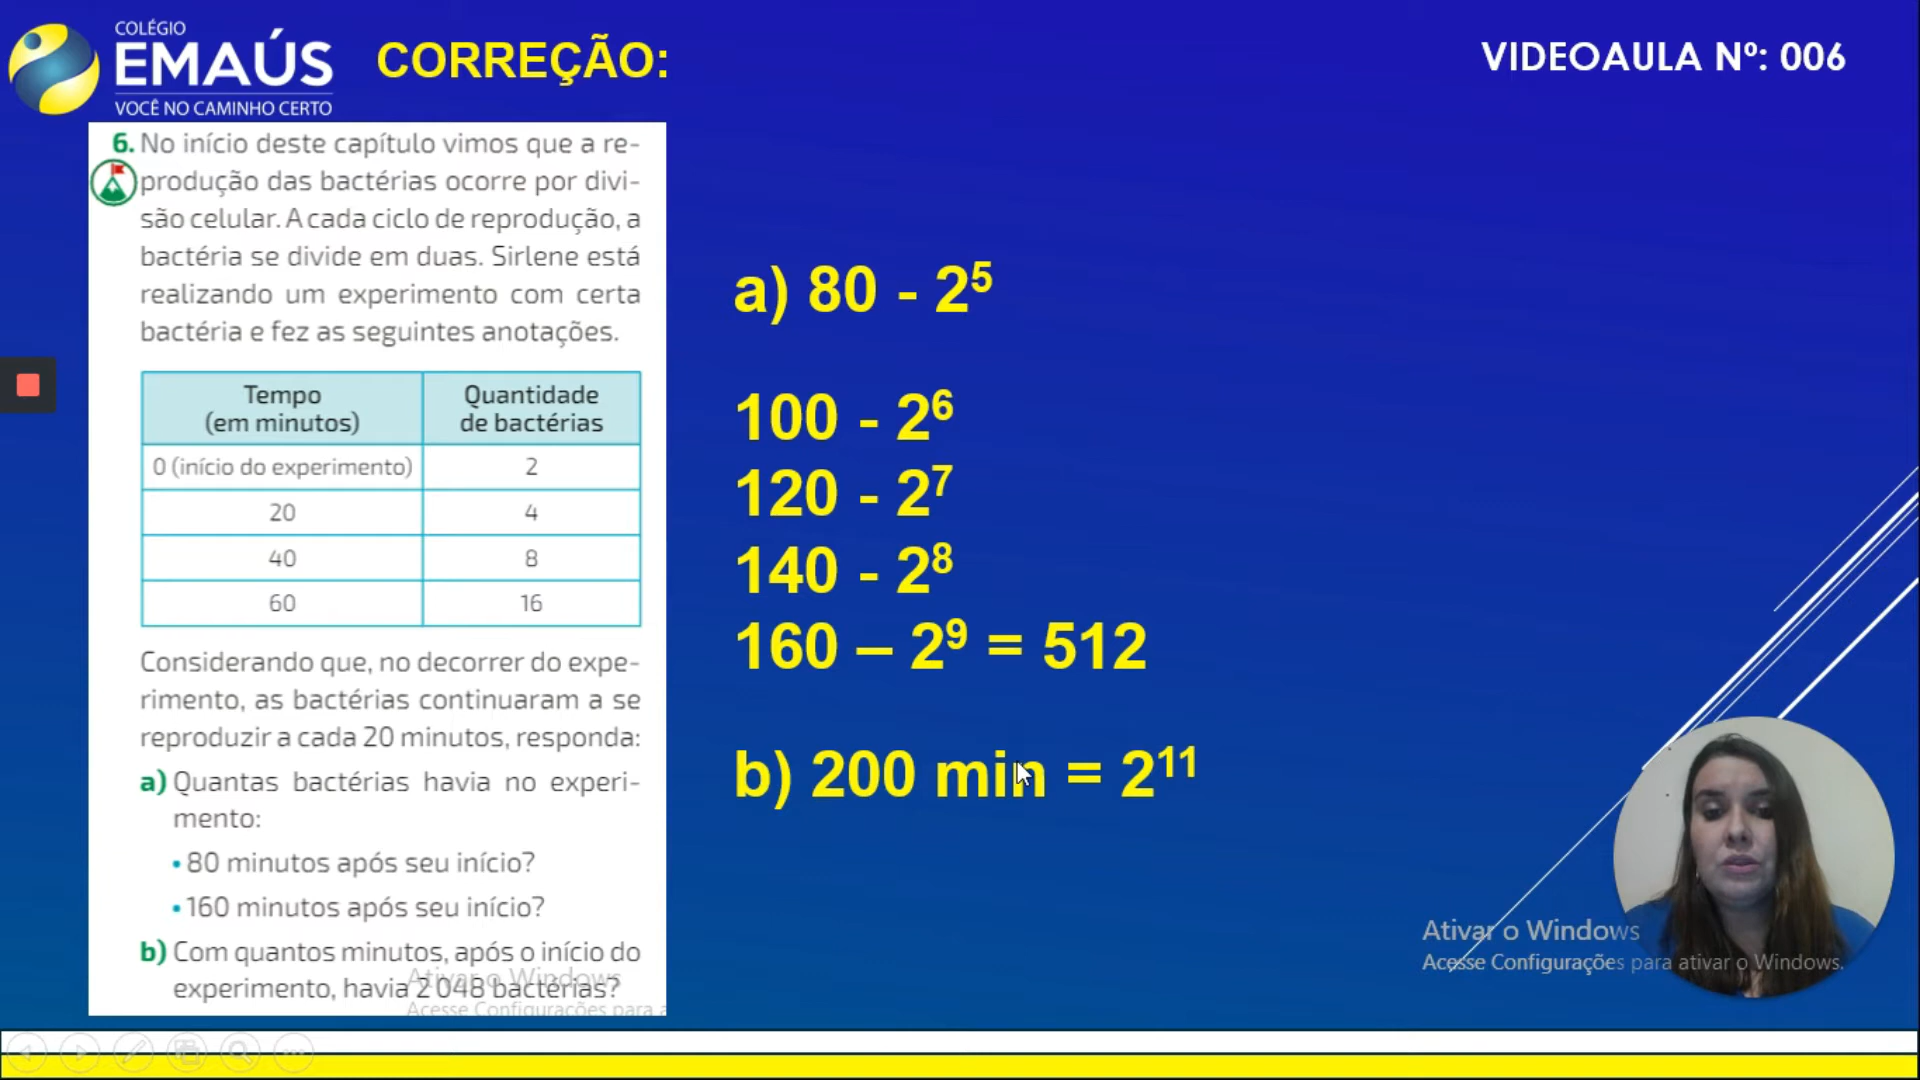 COLÉGIO
EMAÚS
VOCÊ NO CAMINHO CERTO
CORREÇÃO:
VIDEOAULA Nº: 006
6. No início deste capítulo vimos que a re-
produção das bactérias ocorre por divi-
são celular. A cada ciclo de reprodução, a
bactéria se divide em duas. Sirlene está
realizando um experimento com certa
bactéria e fez as seguintes anotações.
Tempo Quantidade
(em minutos) de bactérias
0 (início do experimento) 2
20 4
40 8
60 16
Considerando que, no decorrer do expe-
rimento, as bactérias continuaram a se
reproduzir a cada 20 minutos, responda:
a) Quantas bactérias havia no experi-
mento:
• 80 minutos após seu início?
• 160 minutos após seu início?
b) Com quantos minutos, após o início do
experimento, havia 2 048 bactérias?
Ativar o Windows
Acesse Configurações para a
a) 80 - 2⁵
100 - 2⁶
120 - 2⁷
140 - 2⁸
160 – 2⁹ = 512
b) 200 min = 2¹¹
Ativar o Windows
Acesse Configurações para ativar o Windows.